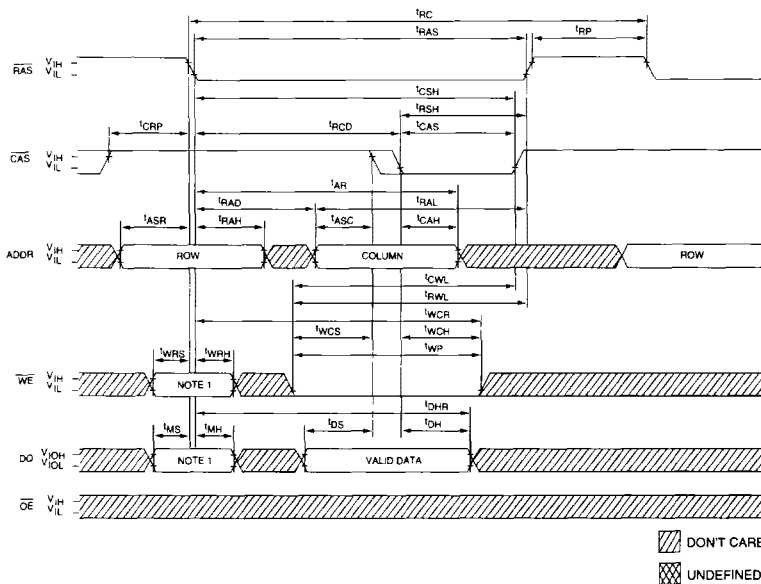 tRC
tRAS
tRP
RAS VIH
VIL
tCSH
tRSH
tCRP
tRCD
tCAS
CAS VIH
VIL
tAR
tRAD
tRAL
tASR
tRAH
tASC
tCAH
ADDR VIH
VIL
ROW
COLUMN
ROW
tCWL
tRWL
tWCR
tWCS
tWCH
tWRS
tWRH
tWP
WE VIH
VIL
NOTE 1
tDHR
tMS
tMH
tDS
tDH
DQ VIOH
VIOL
NOTE 1
VALID DATA
OE VIH
VIL
DON'T CARE
UNDEFINED